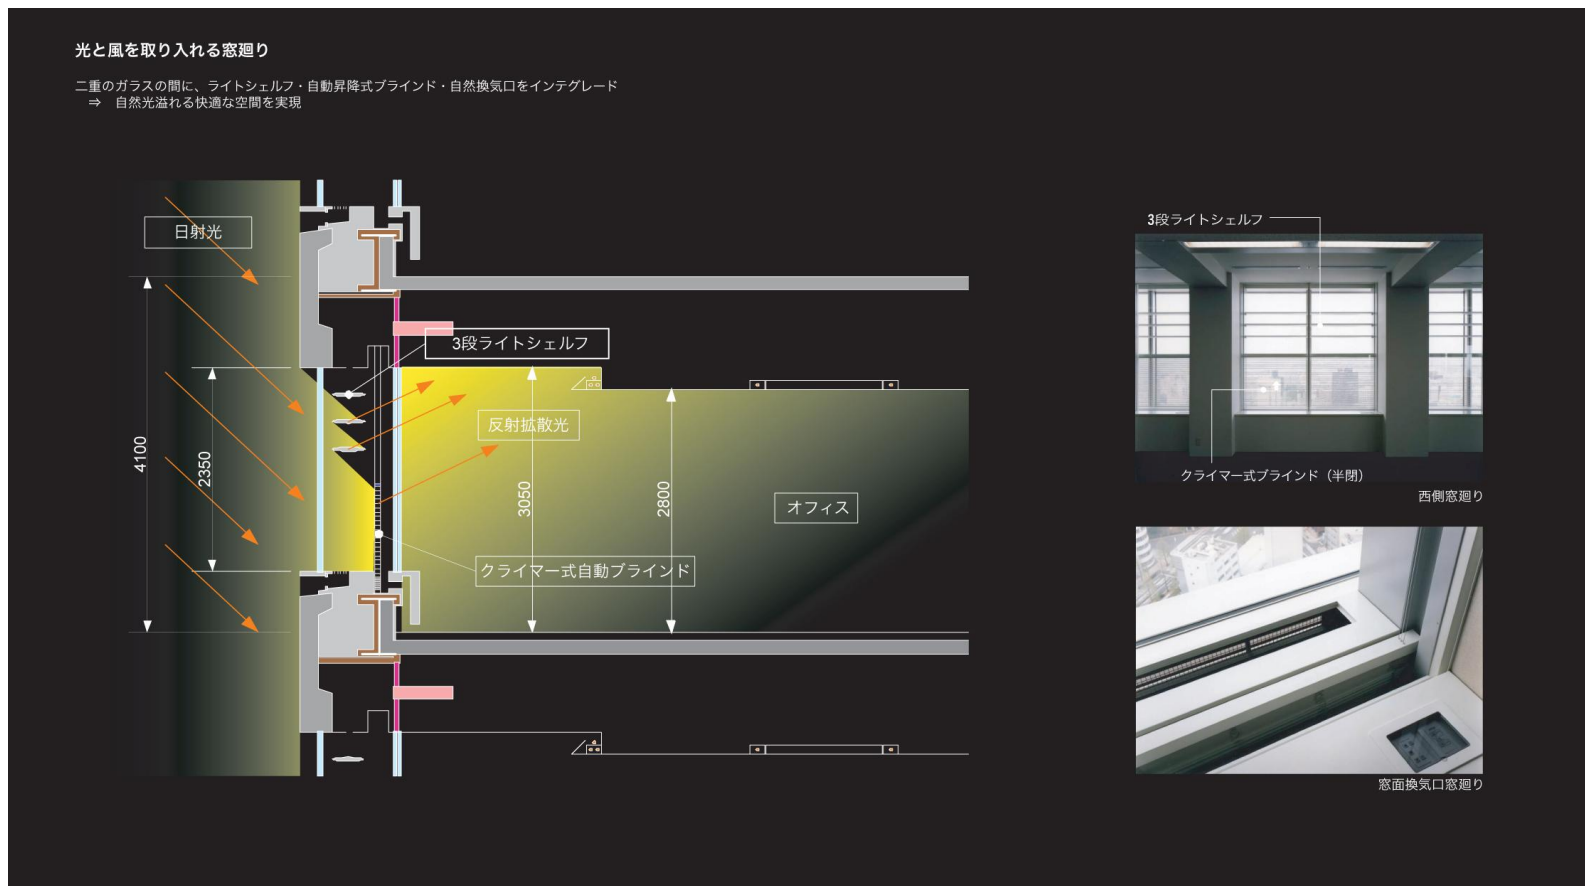 光と風を取り入れる窓廻り
二重のガラスの間に、ライトシェルフ・自動昇降式ブラインド・自然換気口をインテグレード
⇒　自然光溢れる快適な空間を実現
日射光
3段ライトシェルフ
反射拡散光
4100
2350
3050
2800
オフィス
クライマー式自動ブラインド
3段ライトシェルフ
クライマー式ブラインド（半閉）
西側窓廻り
窓面換気口窓廻り